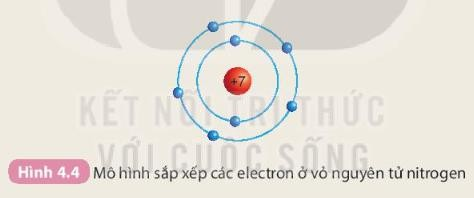 +7
KẾT NỐI TRI THỨC
VỚI CUỘC SỐNG
Hình 4.4 Mô hình sắp xếp các electron ở vỏ nguyên tử nitrogen